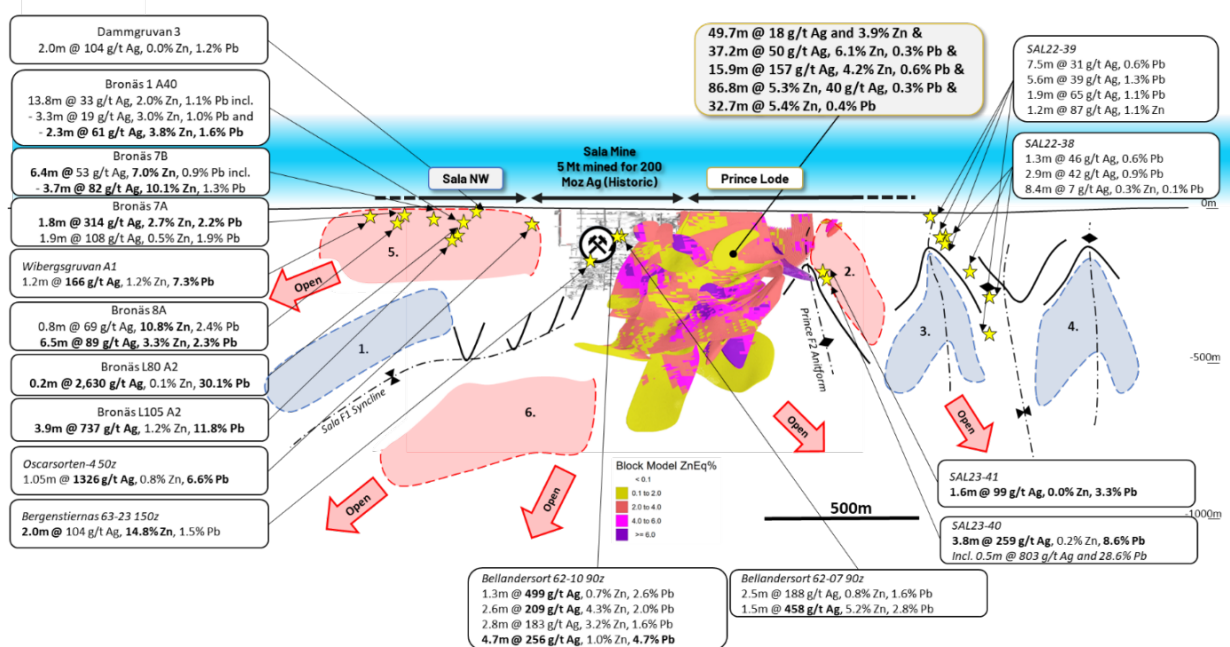 Dammgruvan 3
2.0m @ 104 g/t Ag, 0.0% Zn, 1.2% Pb
Bronäs 1 A40
13.8m @ 33 g/t Ag, 2.0% Zn, 1.1% Pb incl.
- 3.3m @ 19 g/t Ag, 3.0% Zn, 1.0% Pb and
- 2.3m @ 61 g/t Ag, 3.8% Zn, 1.6% Pb
Bronäs 7B
6.4m @ 53 g/t Ag, 7.0% Zn, 0.9% Pb incl.
- 3.7m @ 82 g/t Ag, 10.1% Zn, 1.3% Pb
Bronäs 7A
1.8m @ 314 g/t Ag, 2.7% Zn, 2.2% Pb
1.9m @ 108 g/t Ag, 0.5% Zn, 1.9% Pb
Wibergsgruvan A1
1.2m @ 166 g/t Ag, 1.2% Zn, 7.3% Pb
Bronäs 8A
0.8m @ 69 g/t Ag, 10.8% Zn, 2.4% Pb
6.5m @ 89 g/t Ag, 3.3% Zn, 2.3% Pb
Bronäs L80 A2
0.2m @ 2,630 g/t Ag, 0.1% Zn, 30.1% Pb
Bronäs L105 A2
3.9m @ 737 g/t Ag, 1.2% Zn, 11.8% Pb
Oscarsorten-4 50z
1.05m @ 1326 g/t Ag, 0.8% Zn, 6.6% Pb
Bergenstiernas 63-23 150z
2.0m @ 104 g/t Ag, 14.8% Zn, 1.5% Pb
49.7m @ 18 g/t Ag and 3.9% Zn &
37.2m @ 50 g/t Ag, 6.1% Zn, 0.3% Pb &
15.9m @ 157 g/t Ag, 4.2% Zn, 0.6% Pb &
86.8m @ 5.3% Zn, 40 g/t Ag, 0.3% Pb &
32.7m @ 5.4% Zn, 0.4% Pb
SAL22-39
7.5m @ 31 g/t Ag, 0.6% Pb
5.6m @ 39 g/t Ag, 1.3% Pb
1.9m @ 65 g/t Ag, 1.1% Pb
1.2m @ 87 g/t Ag, 1.1% Zn
SAL22-38
1.3m @ 46 g/t Ag, 0.6% Pb
2.9m @ 42 g/t Ag, 0.9% Pb
8.4m @ 7 g/t Ag, 0.3% Zn, 0.1% Pb
Sala NW
Sala Mine
5 Mt mined for 200
Moz Ag (Historic)
Prince Lode
0m
-500m
-1000m
5.
1.
6.
2.
3.
4.
Open
Open
Open
Open
Open
Sala F1 Syncline
Prince F2 Anitform
Block Model ZnEq%
< 0.1
0.1 to 2.0
2.0 to 4.0
4.0 to 6.0
>= 6.0
500m
SAL23-41
1.6m @ 99 g/t Ag, 0.0% Zn, 3.3% Pb
SAL23-40
3.8m @ 259 g/t Ag, 0.2% Zn, 8.6% Pb
Incl. 0.5m @ 803 g/t Ag and 28.6% Pb
Bellandersort 62-10 90z
1.3m @ 499 g/t Ag, 0.7% Zn, 2.6% Pb
2.6m @ 209 g/t Ag, 4.3% Zn, 2.0% Pb
2.8m @ 183 g/t Ag, 3.2% Zn, 1.6% Pb
4.7m @ 256 g/t Ag, 1.0% Zn, 4.7% Pb
Bellandersort 62-07 90z
2.5m @ 188 g/t Ag, 0.8% Zn, 1.6% Pb
1.5m @ 458 g/t Ag, 5.2% Zn, 2.8% Pb